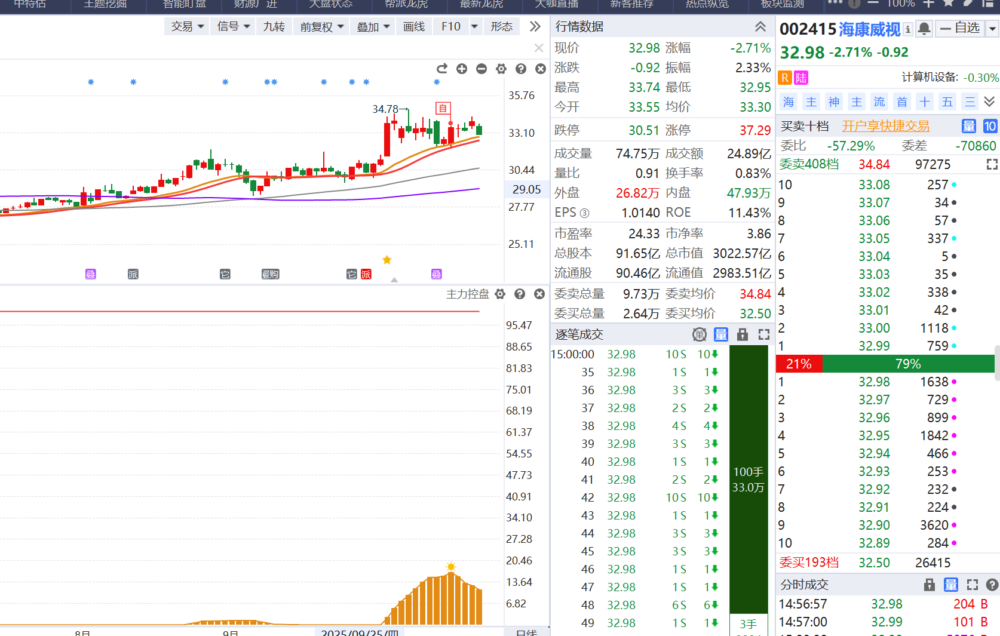 中特估 主题挖掘 智能盯盘 财源广进 大盘状态 帮派龙虎 最新龙虎 大咖直播 新客推荐 热点纵览 板块监测 100%
交易 信号 九转 前复权 叠加 画线 F10 形态
行情数据
002415 海康威视 自选
32.98 -2.71% -0.92
R 陆 计算机设备: -0.30%
海 主 神 主 流 首 十 五 三
买卖十档 开户享快捷交易 量 10
委比 -57.29% 委差 -70860
委卖408档 34.84 97275
10 33.08 257
9 33.07 34
8 33.06 57
7 33.05 337
6 33.04 5
5 33.03 35
4 33.02 338
3 33.01 42
2 33.00 1118
1 32.99 759
21% 79%
1 32.98 1638
2 32.97 729
3 32.96 899
4 32.95 1842
5 32.94 466
6 32.93 253
7 32.92 232
8 32.91 224
9 32.90 3620
10 32.89 284
委买193档 32.50 26415
分时成交 量
14:56:57 32.98 204 B
14:57:00 32.99 101 B
现价 32.98 涨幅 -2.71%
涨跌 -0.92 振幅 2.33%
最高 33.74 最低 32.95
今开 33.55 均价 33.30
跌停 30.51 涨停 37.29
成交量 74.75万 成交额 24.89亿
量比 0.91 换手率 0.83%
外盘 26.82万 内盘 47.93万
EPS③ 1.0140 ROE 11.43%
市盈率 24.33 市净率 3.86
总股本 91.65亿 总市值 3022.57亿
流通股 90.46亿 流通值 2983.51亿
委卖总量 9.73万 委卖均价 34.84
委买总量 2.64万 委买均价 32.50
逐笔成交 单 量
15:00:00 32.98 10 S 10
35 32.98 1 S 1
36 32.98 3 S 3
37 32.98 2 S 2
38 32.98 4 S 4
39 32.98 3 S 3
40 32.98 1 S 1
41 32.98 2 S 2
42 32.98 10 S 10
43 32.98 1 S 1
44 32.98 3 S 3
45 32.98 3 S 3
46 32.98 1 S 1
47 32.98 1 S 1
48 32.98 6 S 6
49 32.98 1 S 1
100手
33.0万
3手
35.76
34.78→ 自
33.10
30.44
29.05
27.77
25.11
派 它 购 它 派
主力控盘
95.47
88.65
81.83
75.01
68.19
61.37
54.55
47.73
40.91
34.10
27.28
20.46
13.64
6.82
8月 9月 2025/09/25/四 日线